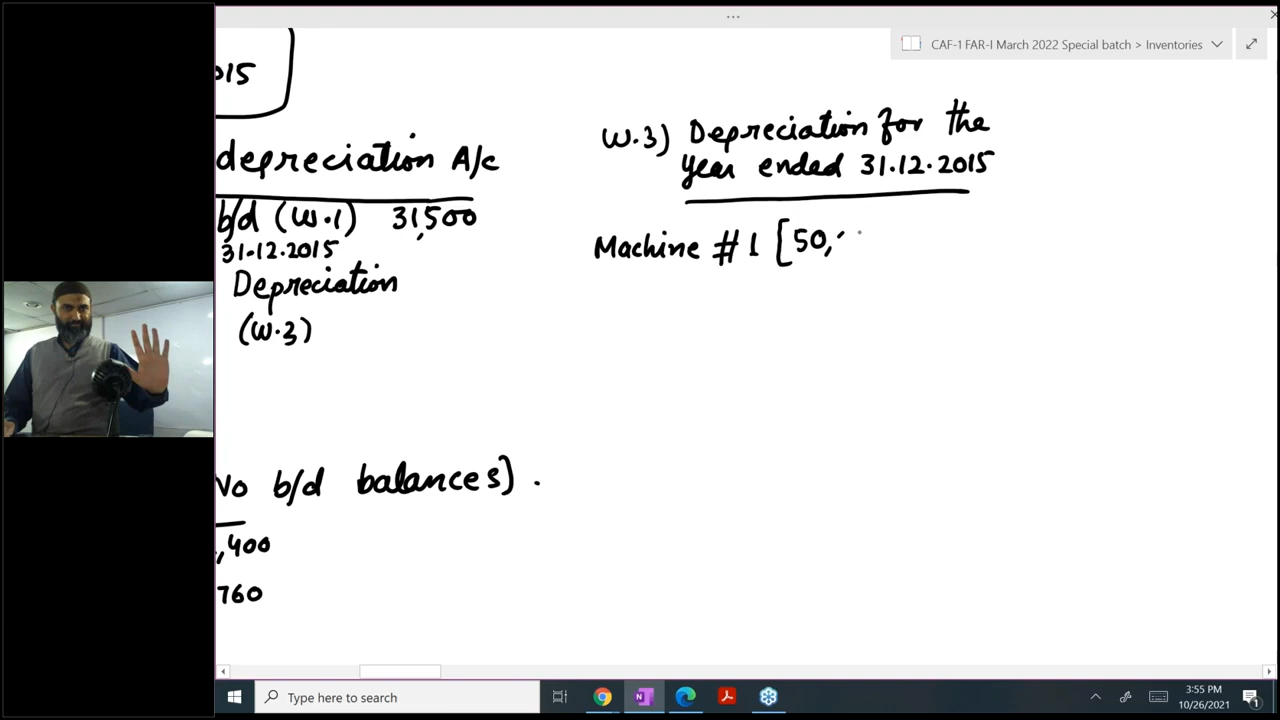 CAF-1 FAR-I March 2022 Special batch > Inventories
015
depreciation A/c
b/d (W.1) 31,500
31.12.2015
Depreciation
(W.3)
No b/d balances).
,400
760
W.3) Depreciation for the
year ended 31.12.2015
Machine # 1 [50,
Type here to search
3:55 PM
10/26/2021
1